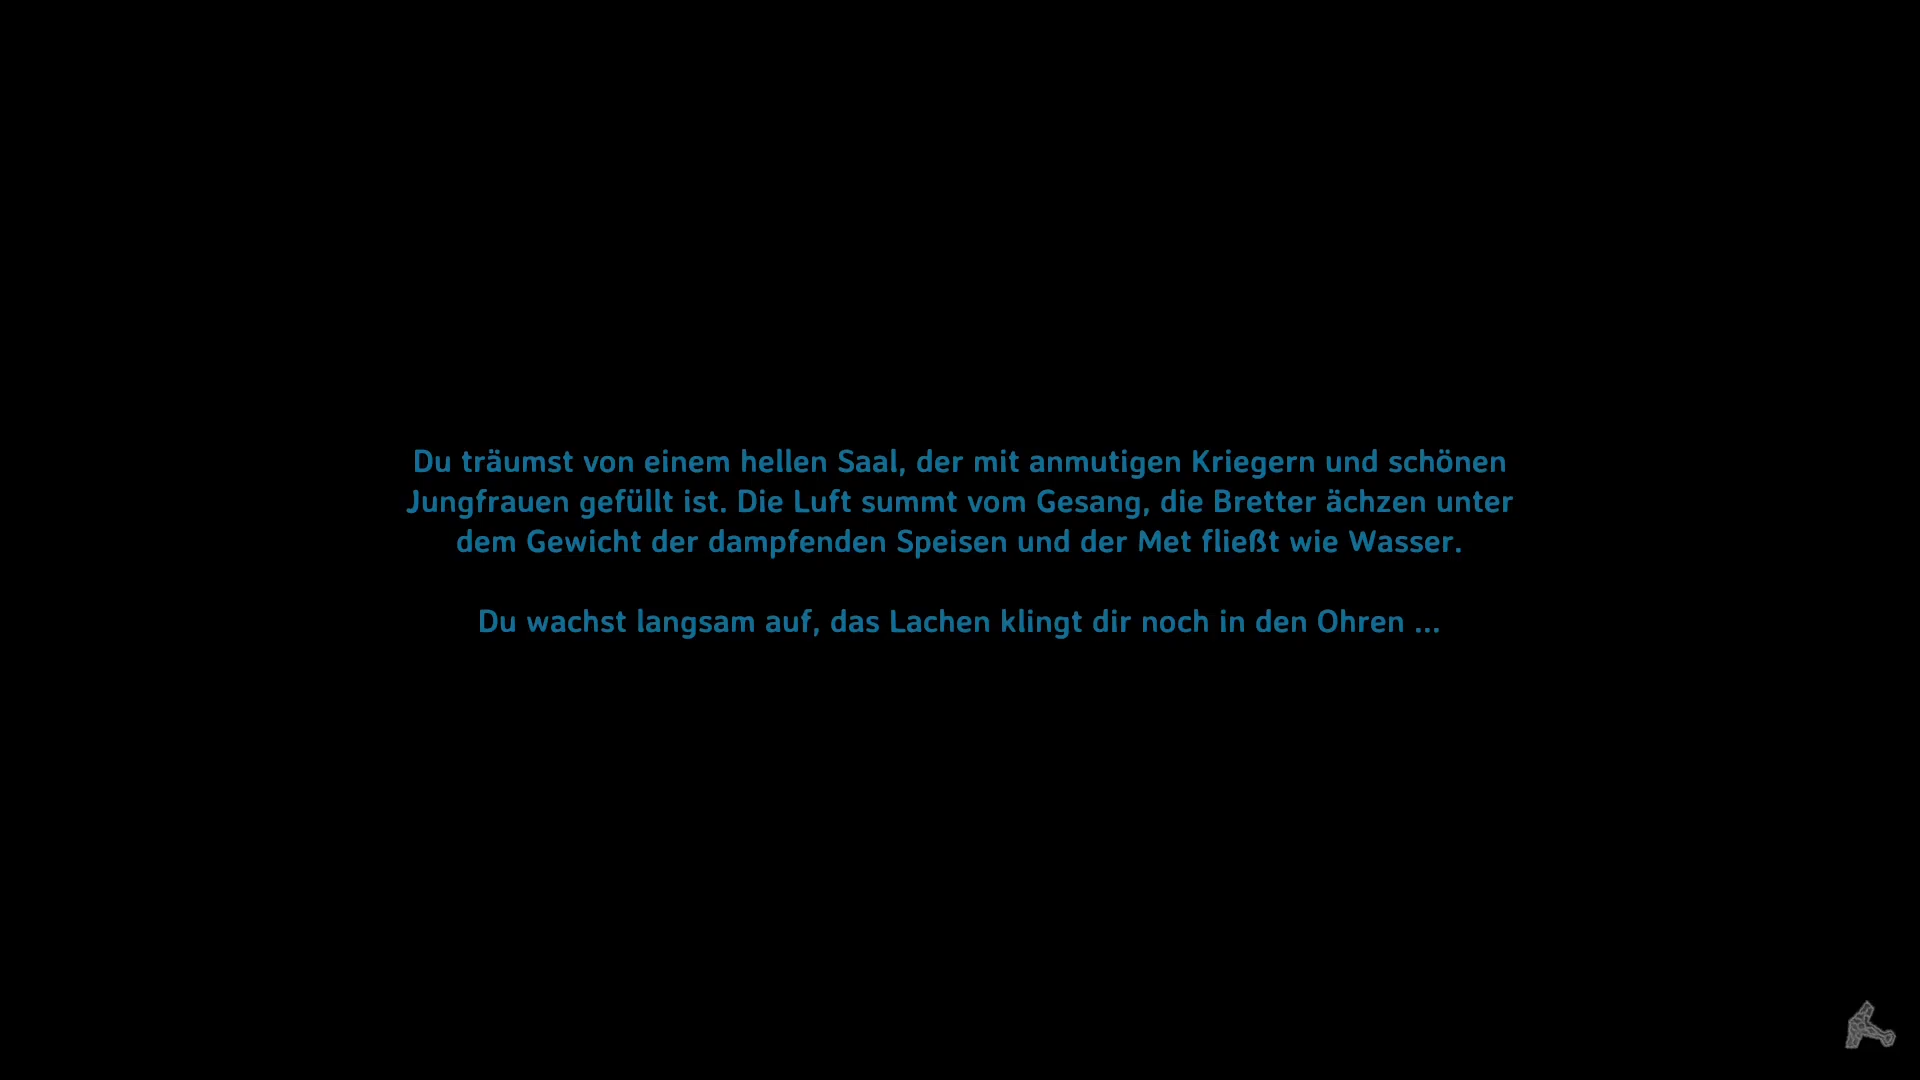 Du träumst von einem hellen Saal, der mit anmutigen Kriegern und schönen
Jungfrauen gefüllt ist. Die Luft summt vom Gesang, die Bretter ächzen unter
dem Gewicht der dampfenden Speisen und der Met fließt wie Wasser.
Du wachst langsam auf, das Lachen klingt dir noch in den Ohren ...